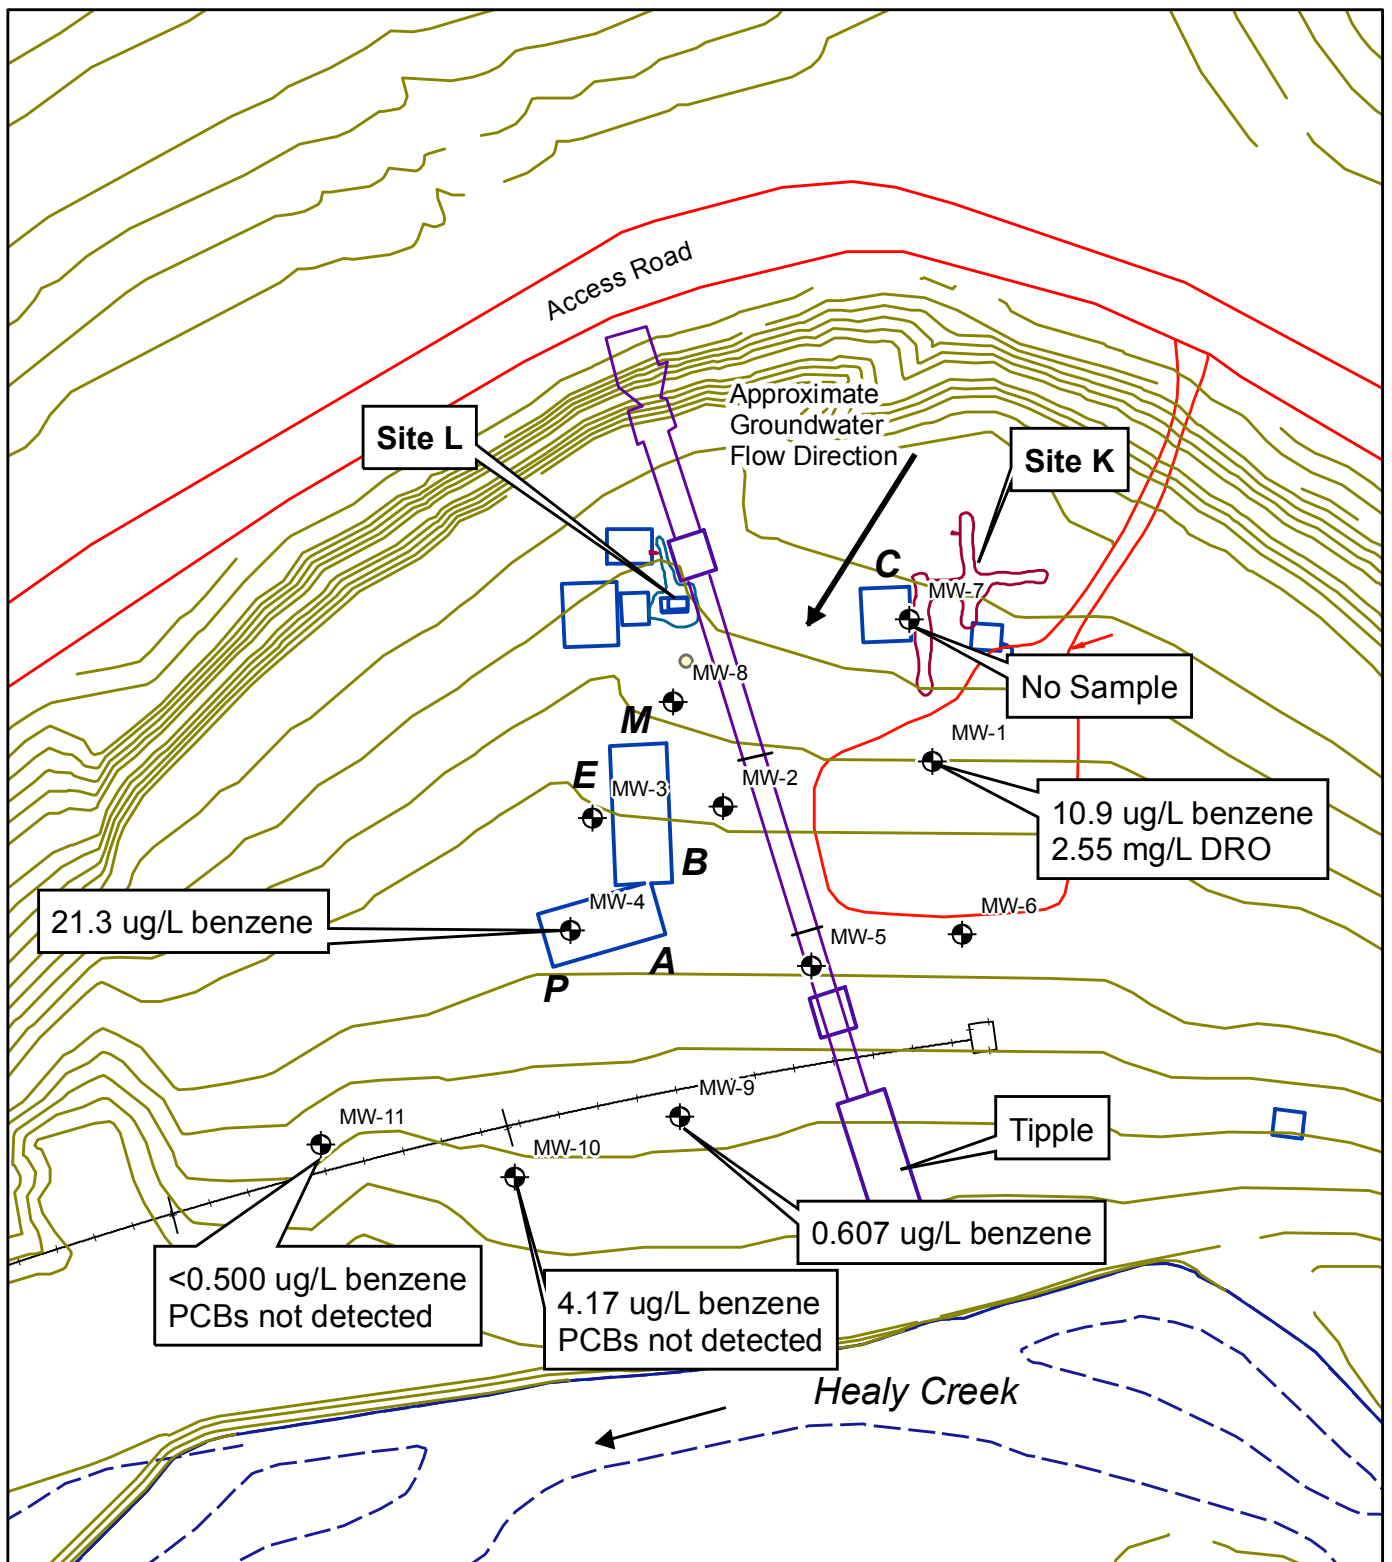 Access Road
Approximate
Groundwater
Flow Direction
Site L
Site K
C
MW-7
No Sample
MW-8
M
MW-1
E
MW-3
MW-2
10.9 ug/L benzene
2.55 mg/L DRO
B
21.3 ug/L benzene
MW-4
MW-6
MW-5
A
P
MW-9
MW-11
Tipple
MW-10
0.607 ug/L benzene
<0.500 ug/L benzene
PCBs not detected
4.17 ug/L benzene
PCBs not detected
Healy Creek